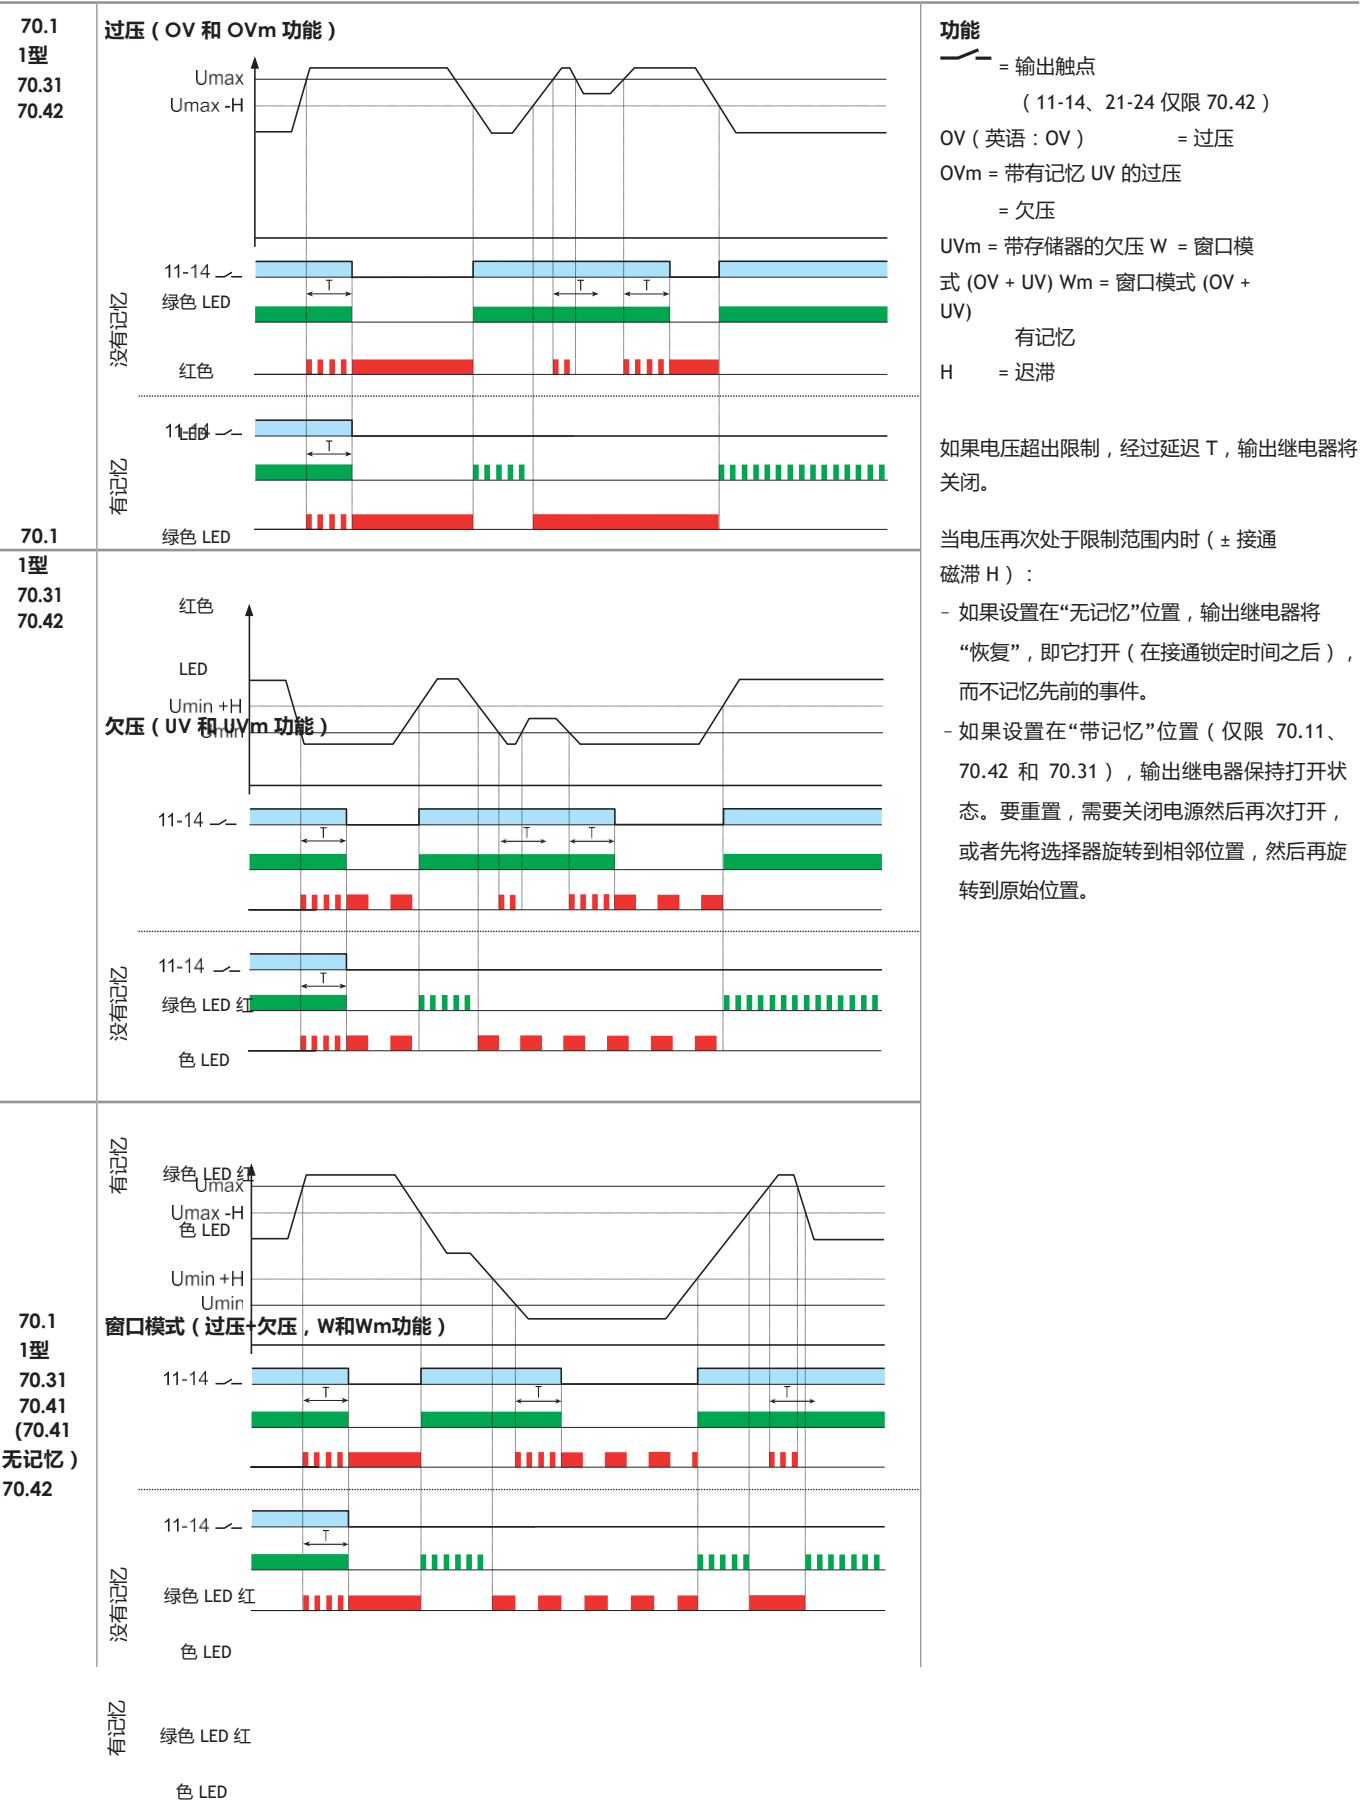 70.1
1型
70.31
70.42
过压（OV 和 OVm 功能）
Umax
Umax -H
没有记忆
11-14
T
T
T
绿色 LED
红色
有记忆
11-14
LED
T
绿色 LED
70.1
1型
70.31
70.42
红色
LED
Umin +H
Umin
欠压（UV 和 UVm 功能）
11-14
T
T
T
没有记忆
11-14
T
绿色 LED 红
色 LED
有记忆
绿色 LED 红
Umax
Umax -H
色 LED
Umin +H
Umin
70.1
1型
70.31
70.41
(70.41
无记忆）
70.42
窗口模式（过压+欠压，W和Wm功能）
11-14
T
T
T
11-14
T
没有记忆
绿色 LED 红
色 LED
有记忆
绿色 LED 红
色 LED
功能
= 输出触点
（11-14、21-24 仅限 70.42）
OV（英语：OV） = 过压
OVm = 带有记忆 UV 的过压
= 欠压
UVm = 带存储器的欠压 W = 窗口模
式 (OV + UV) Wm = 窗口模式 (OV +
UV)
有记忆
H = 迟滞
如果电压超出限制，经过延迟 T，输出继电器将
关闭。
当电压再次处于限制范围内时（± 接通
磁滞 H）：
– 如果设置在“无记忆”位置，输出继电器将
“恢复”，即它打开（在接通锁定时间之后），
而不记忆先前的事件。
– 如果设置在“带记忆”位置（仅限 70.11、
70.42 和 70.31），输出继电器保持打开状
态。要重置，需要关闭电源然后再次打开，
或者先将选择器旋转到相邻位置，然后再旋
转到原始位置。